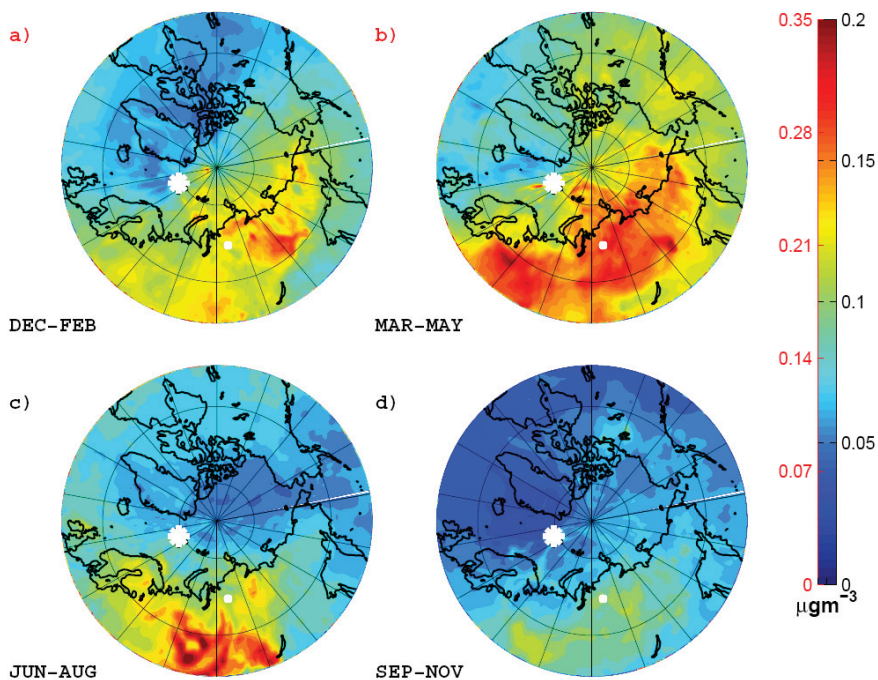 a)
b)
DEC-FEB
MAR-MAY
c)
d)
JUN-AUG
SEP-NOV
0.35 0.2
0.28
0.15
0.21
0.1
0.14
0.05
0.07
0 0
μgm⁻³